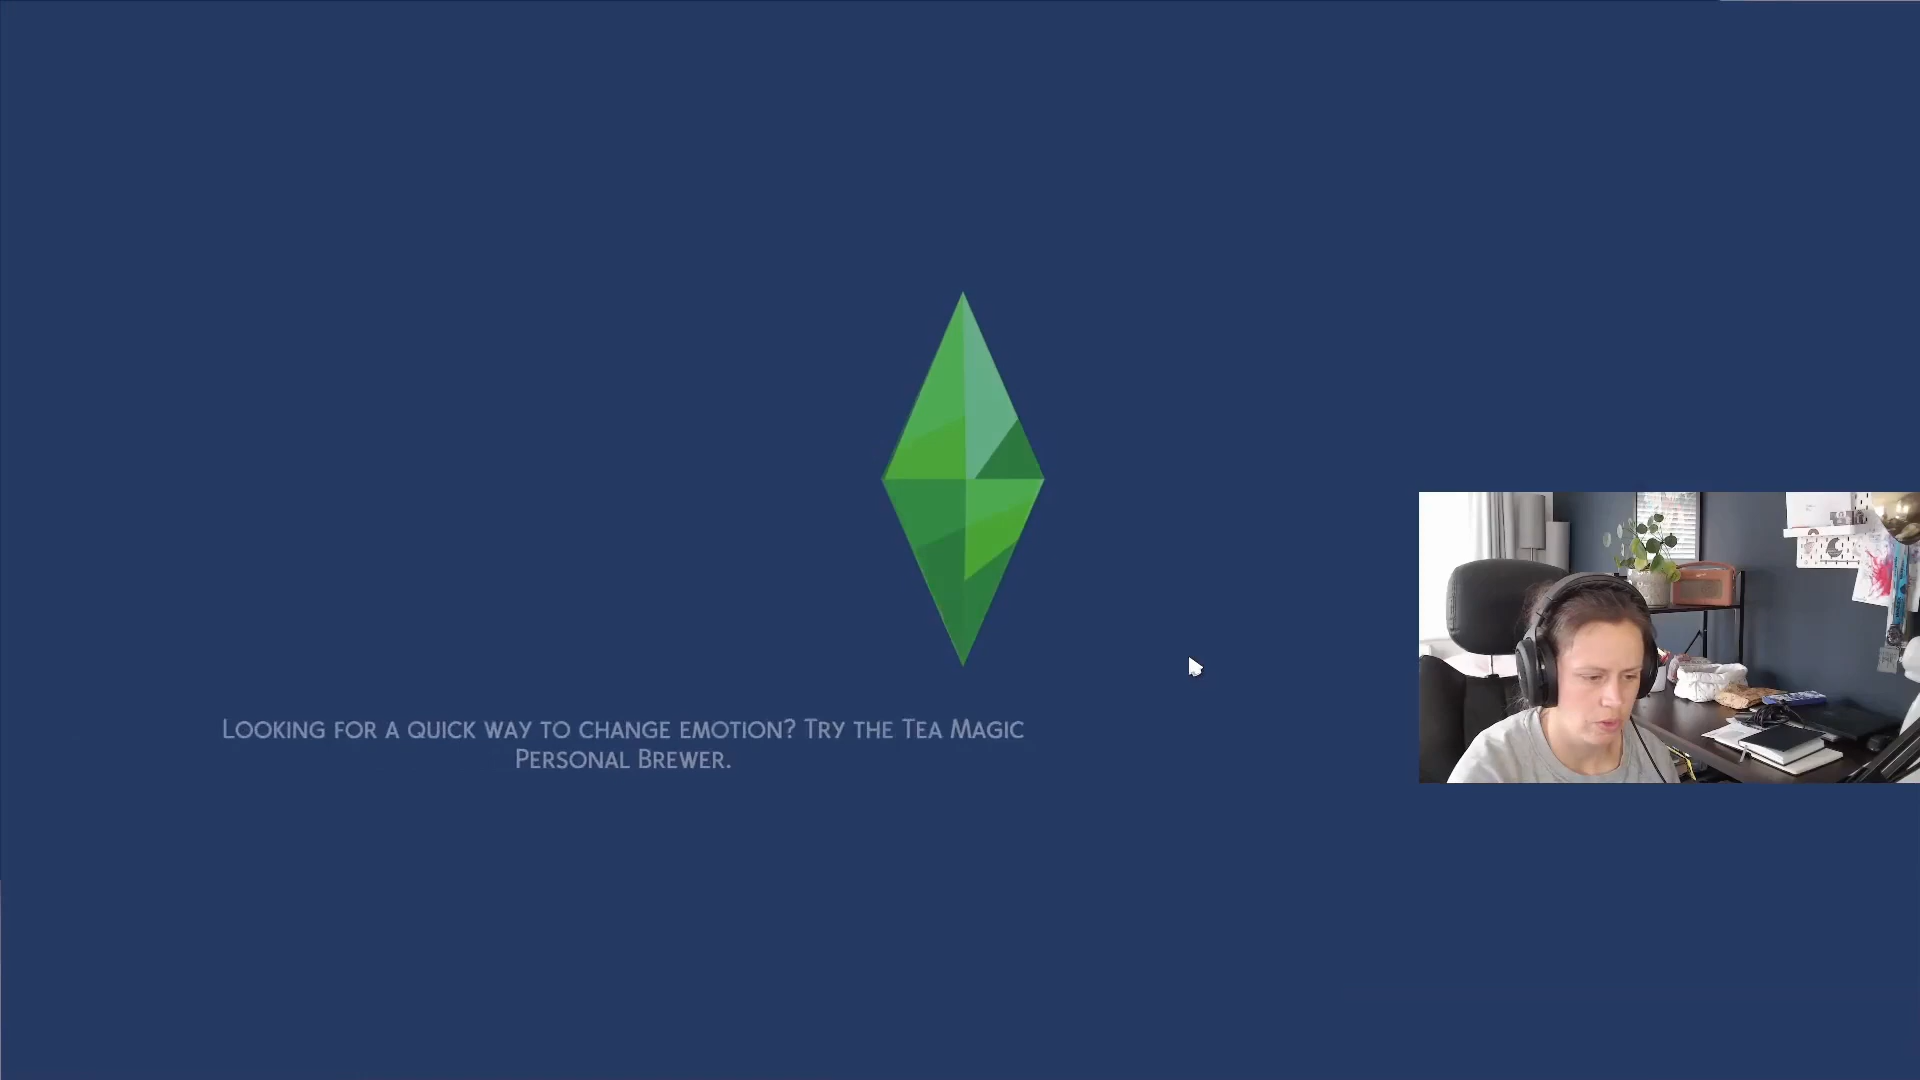 Looking for a quick way to change emotion? Try the Tea Magic
Personal Brewer.